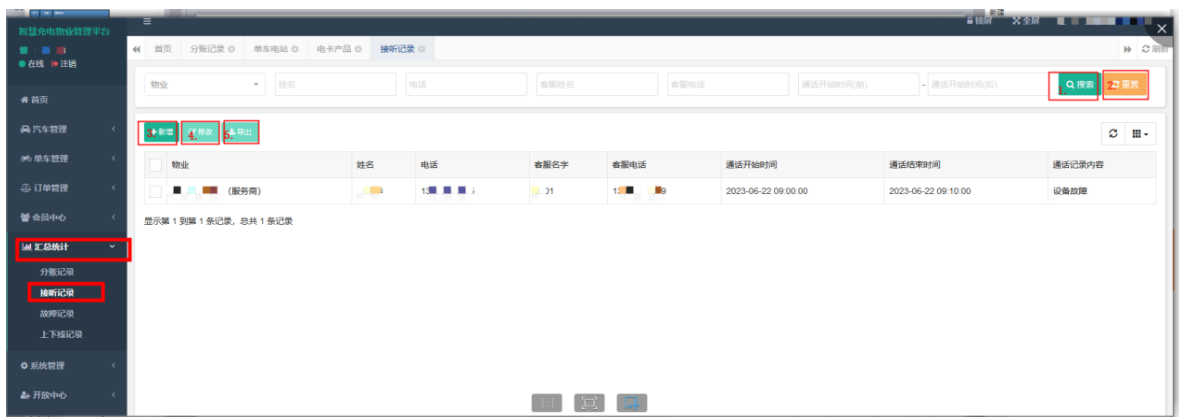 智慧充电物业管理平台
锁屏 全屏
在线 注销
首页 分账记录 单车电站 电卡产品 接听记录 刷新
物业 姓名 电话 客服姓名 客服电话 通话开始时间(前) - 通话开始时间(后) 1. 搜索 2. 重置
首页
汽车管理
3. 新增 4. 修改 5. 导出
单车管理
物业 姓名 电话 客服名字 客服电话 通话开始时间 通话结束时间 通话记录内容
订单管理
(服务商) 2023-06-22 09:00:00 2023-06-22 09:10:00 设备故障
会员中心
显示第 1 到第 1 条记录，总共 1 条记录
汇总统计
分账记录
接听记录
故障记录
上下线记录
系统管理
开放中心
1:1